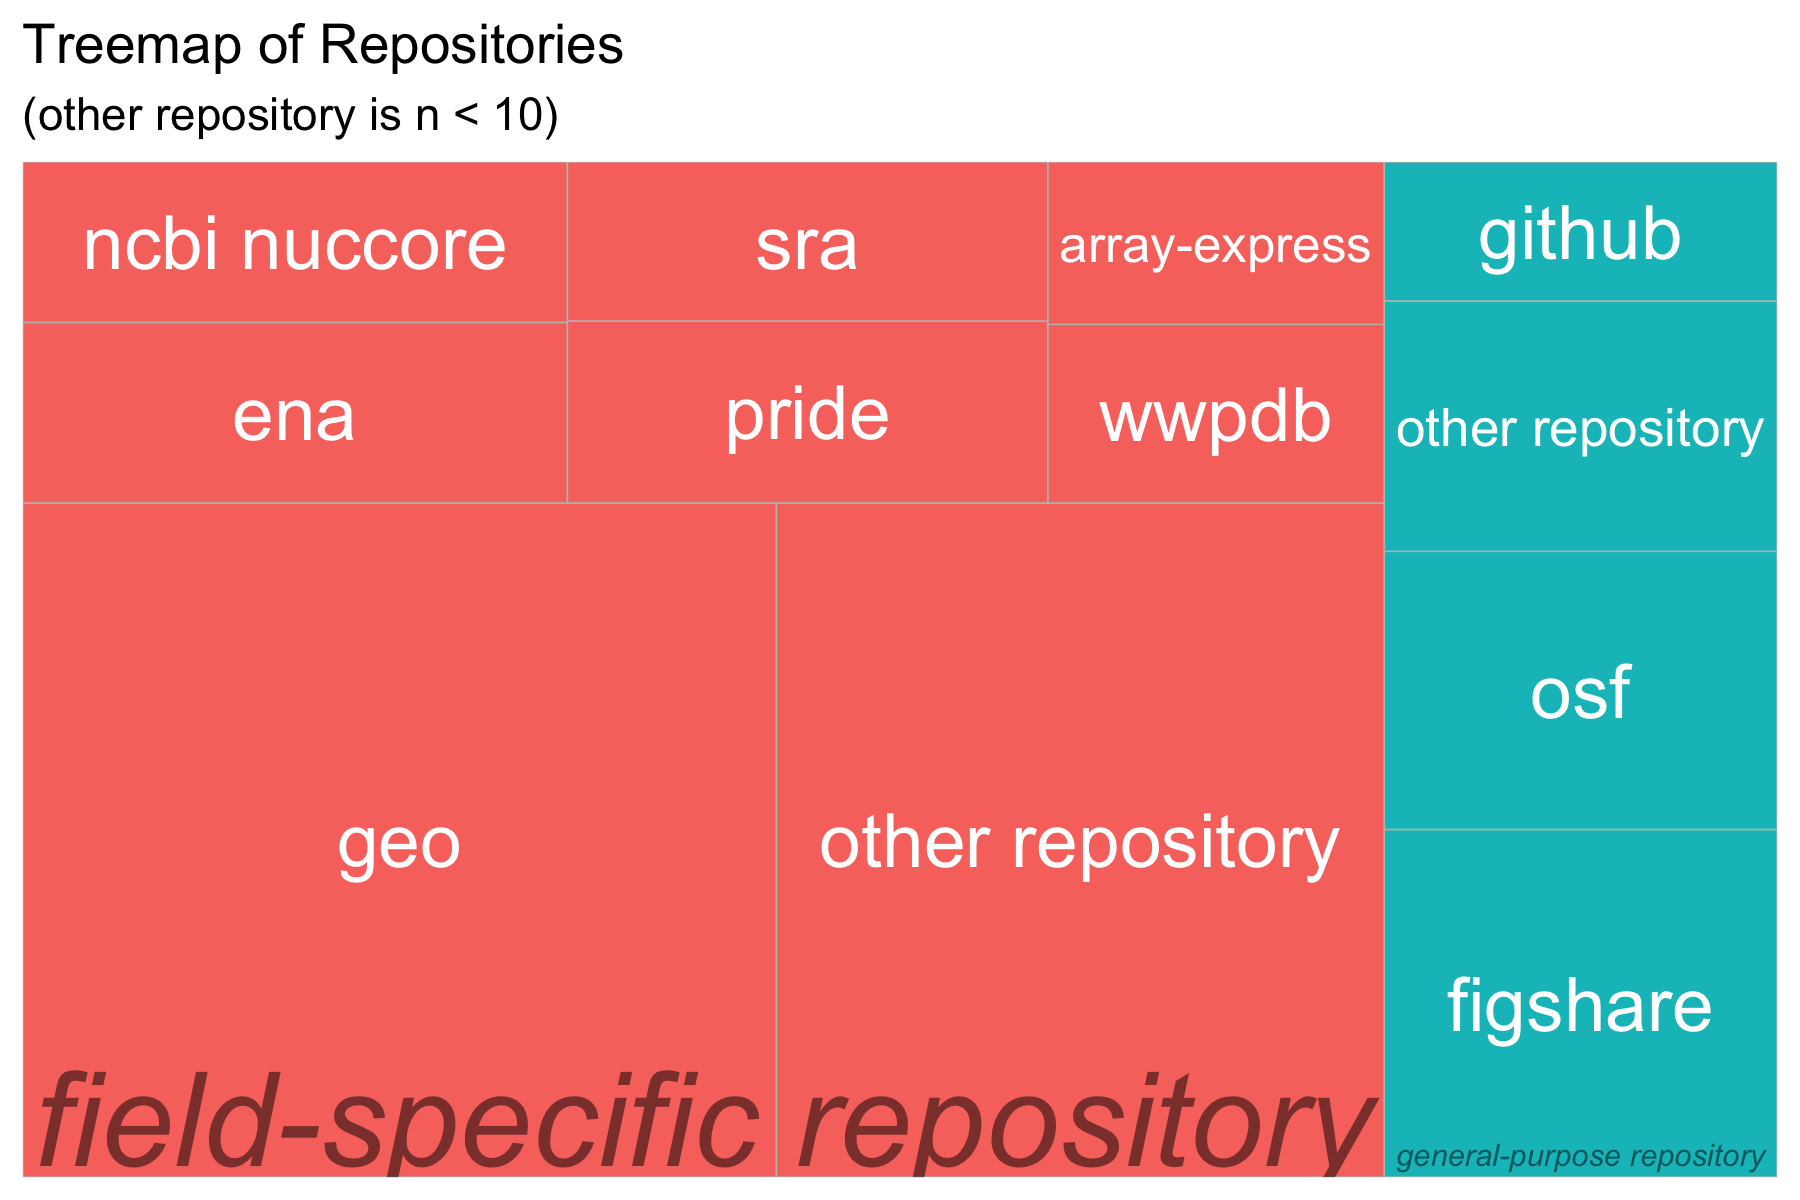 Treemap of Repositories
(other repository is n < 10)
ncbi nuccore
sra
array-express
github
ena
pride
wwpdb
other repository
osf
geo
other repository
figshare
field-specific repository
general-purpose repository